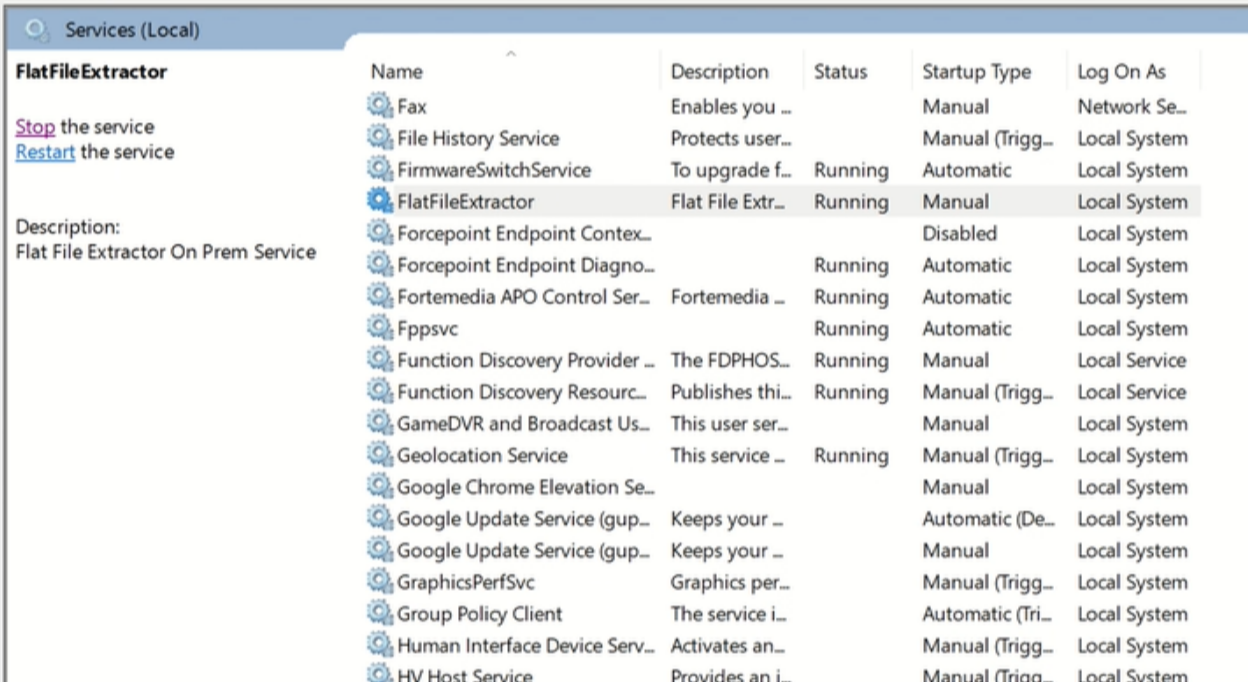 Services (Local)
FlatFileExtractor
Stop the service
Restart the service
Description:
Flat File Extractor On Prem Service
Name Description Status Startup Type Log On As
Fax Enables you ... Manual Network Se...
File History Service Protects user... Manual (Trigg... Local System
FirmwareSwitchService To upgrade f... Running Automatic Local System
FlatFileExtractor Flat File Extr... Running Manual Local System
Forcepoint Endpoint Contex... Disabled Local System
Forcepoint Endpoint Diagno... Running Automatic Local System
Fortemedia APO Control Ser... Fortemedia ... Running Automatic Local System
Fppsvc Running Automatic Local System
Function Discovery Provider ... The FDPHOS... Running Manual Local Service
Function Discovery Resourc... Publishes thi... Running Manual (Trigg... Local Service
GameDVR and Broadcast Us... This user ser... Manual Local System
Geolocation Service This service ... Running Manual (Trigg... Local System
Google Chrome Elevation Se... Manual Local System
Google Update Service (gup... Keeps your ... Automatic (De... Local System
Google Update Service (gup... Keeps your ... Manual Local System
GraphicsPerfSvc Graphics per... Manual (Trigg... Local System
Group Policy Client The service i... Automatic (Tri... Local System
Human Interface Device Serv... Activates an... Manual (Trigg... Local System
HV Host Service Provides an i... Manual (Trigg... Local System